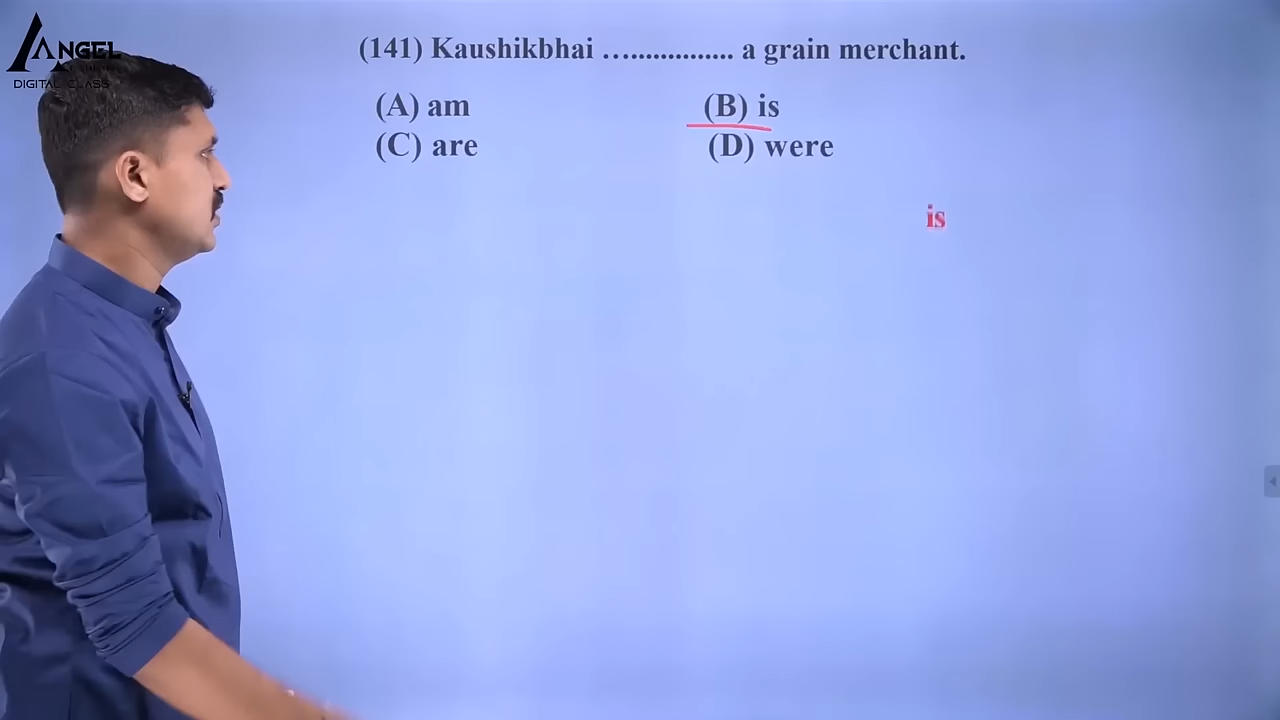 ANGEL
DIGITAL CLASS
(141) Kaushikbhai ….............. a grain merchant.
(A) am (B) is
(C) are (D) were
is